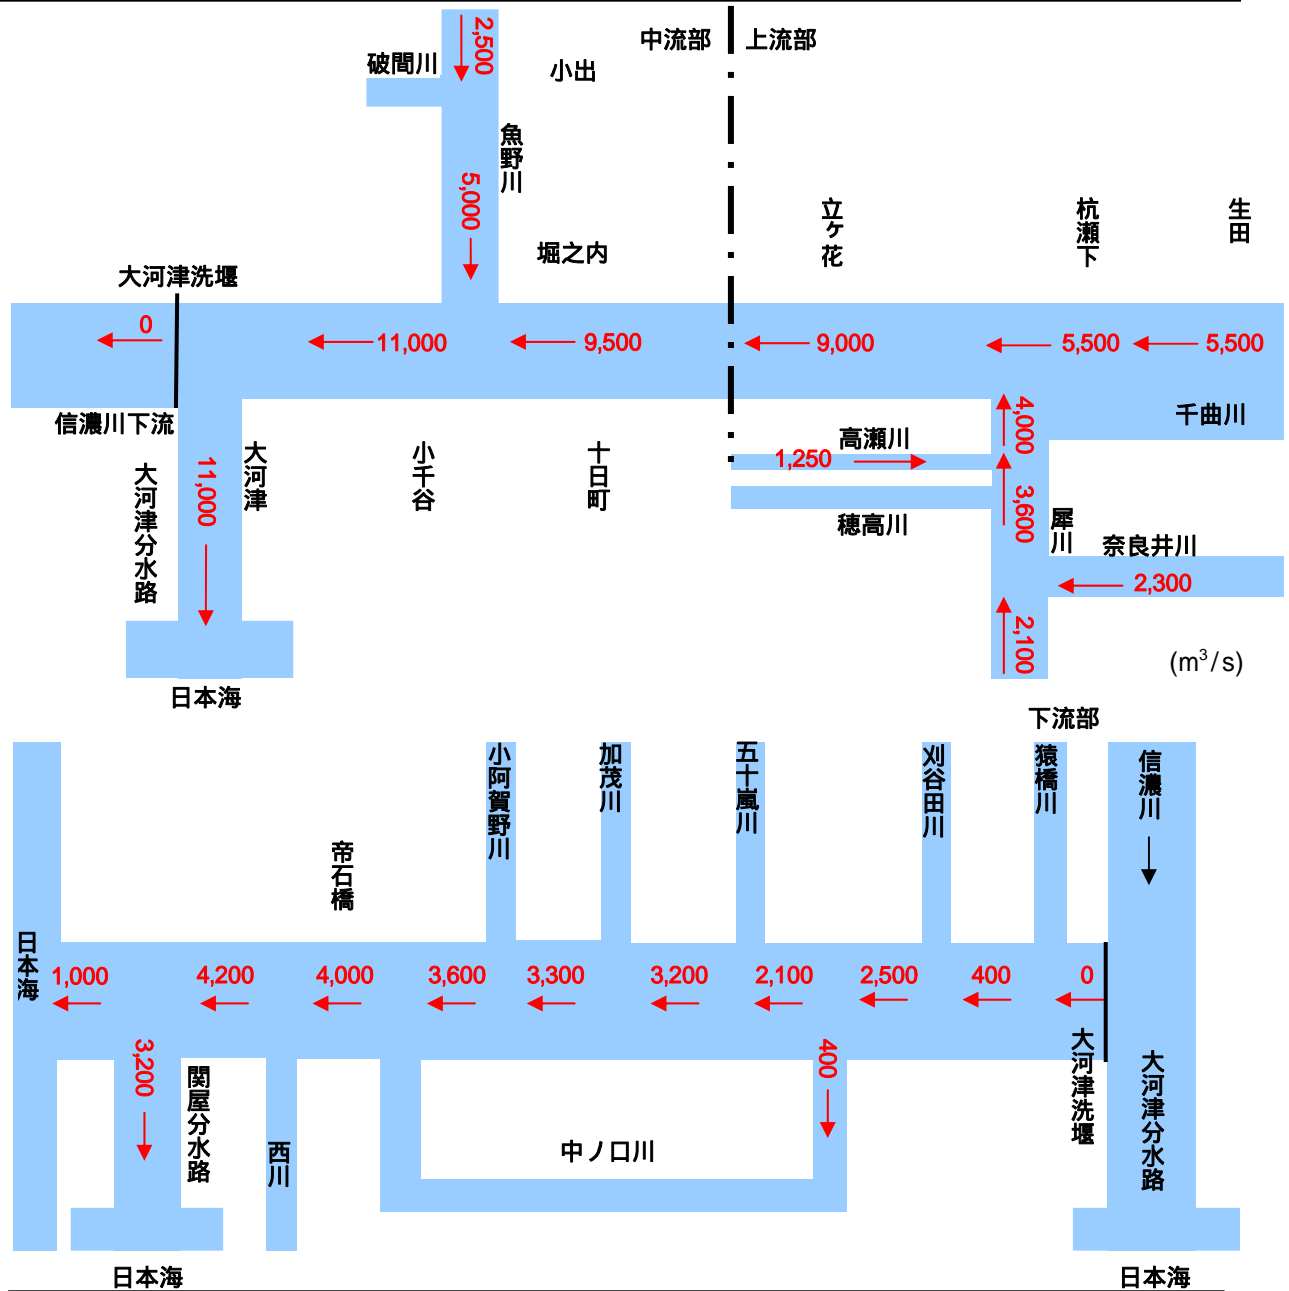 中流部
上流部
2,500
破間川
小出
魚野川
5,000
堀之内
立ヶ花
杭瀬下
生田
大河津洗堰
0
11,000
9,500
9,000
5,500
5,500
千曲川
信濃川下流
大河津分水路
11,000
大河津
小千谷
十日町
高瀬川
1,250
穂高川
4,000
3,600
犀川
奈良井川
2,300
2,100
(m³/s)
日本海
下流部
小阿賀野川
加茂川
五十嵐川
刈谷田川
猿橋川
信濃川
帝石橋
日本海
1,000
4,200
4,000
3,600
3,300
3,200
2,100
2,500
400
0
3,200
関屋分水路
西川
中ノ口川
400
大河津洗堰
大河津分水路
日本海
日本海